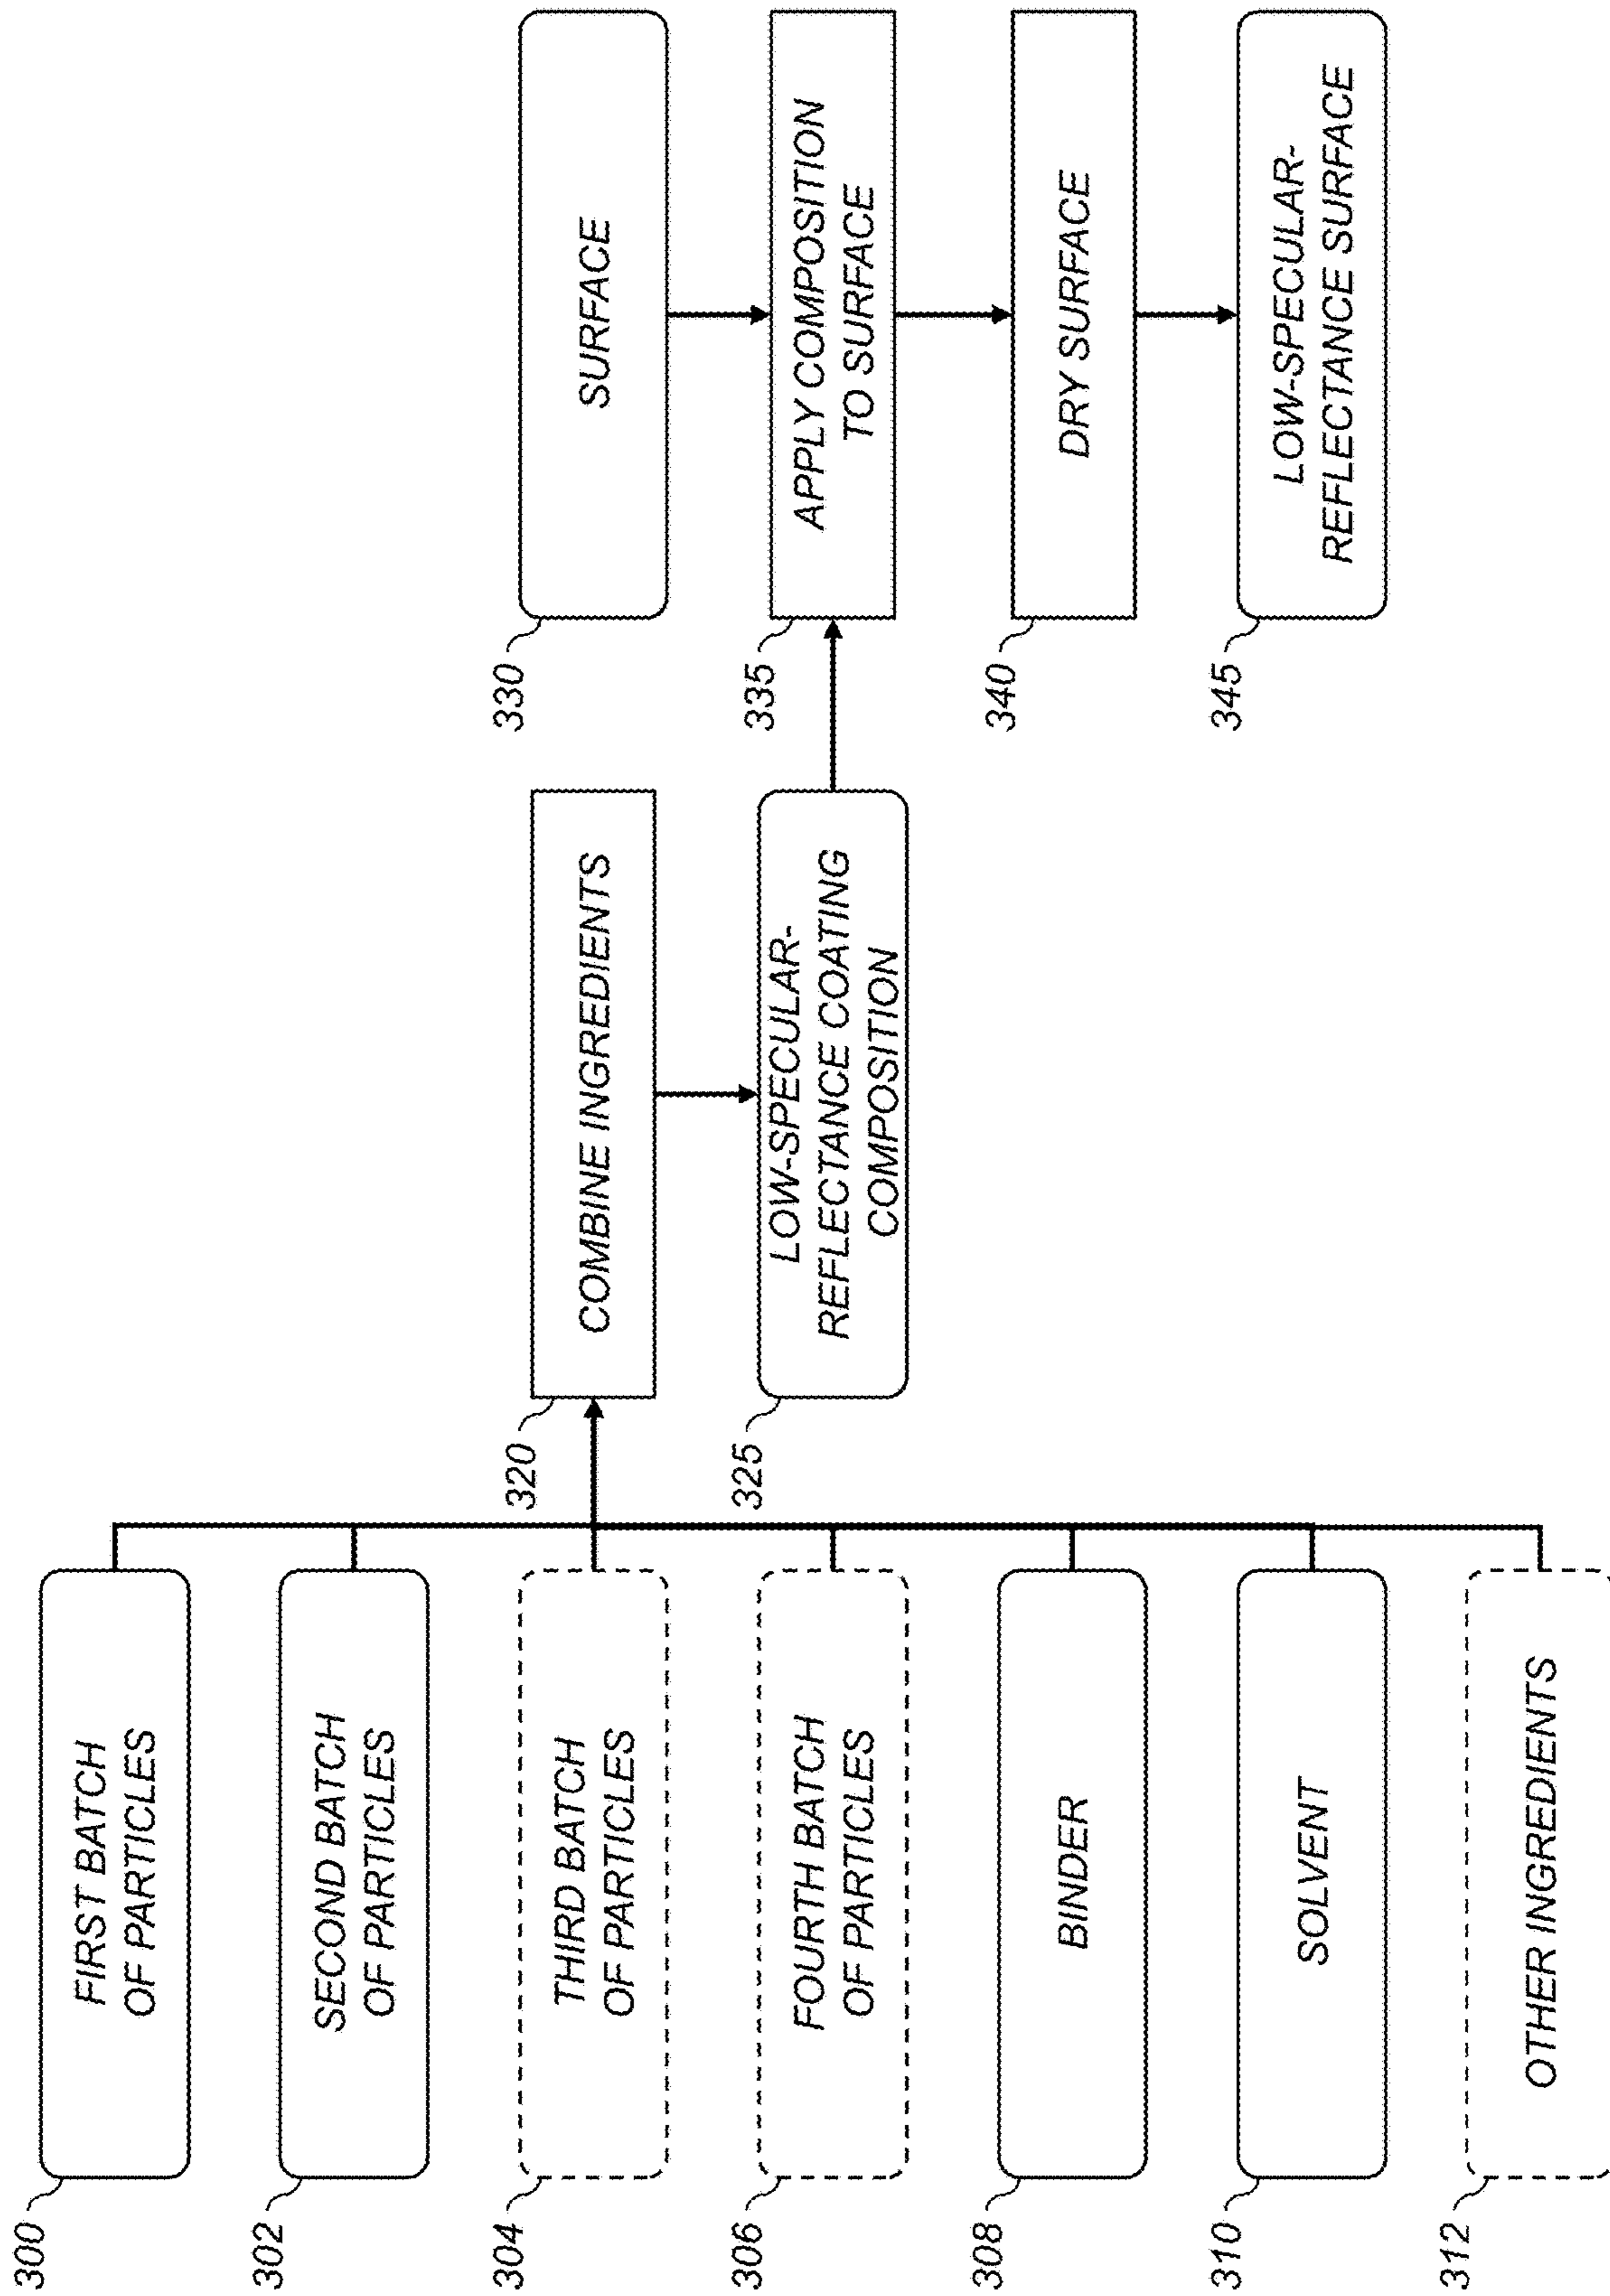 300
FIRST BATCH
OF PARTICLES
302
SECOND BATCH
OF PARTICLES
304
THIRD BATCH
OF PARTICLES
306
FOURTH BATCH
OF PARTICLES
308
BINDER
310
SOLVENT
312
OTHER INGREDIENTS
320
COMBINE INGREDIENTS
325
LOW-SPECULAR-
REFLECTANCE COATING
COMPOSITION
330
SURFACE
335
APPLY COMPOSITION
TO SURFACE
340
DRY SURFACE
345
LOW-SPECULAR-
REFLECTANCE SURFACE